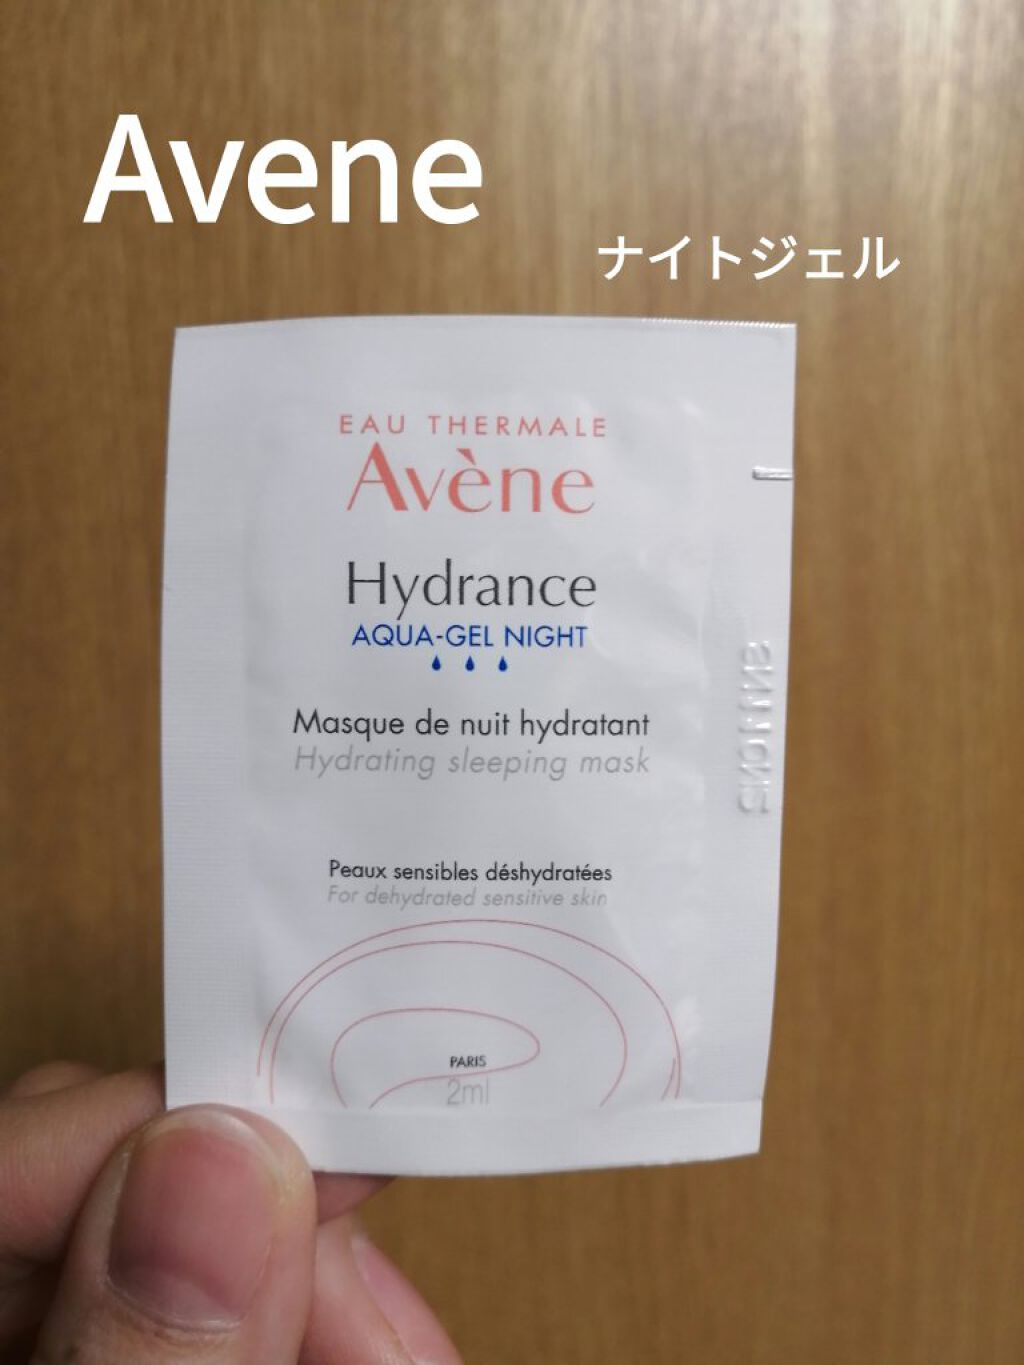 Avene
ナイトジェル
EAU THERMALE
Avène
Hydrance
AQUA-GEL NIGHT
Masque de nuit hydratant
Hydrating sleeping mask
Peaux sensibles déshydratées
For dehydrated sensitive skin
PARIS
2ml